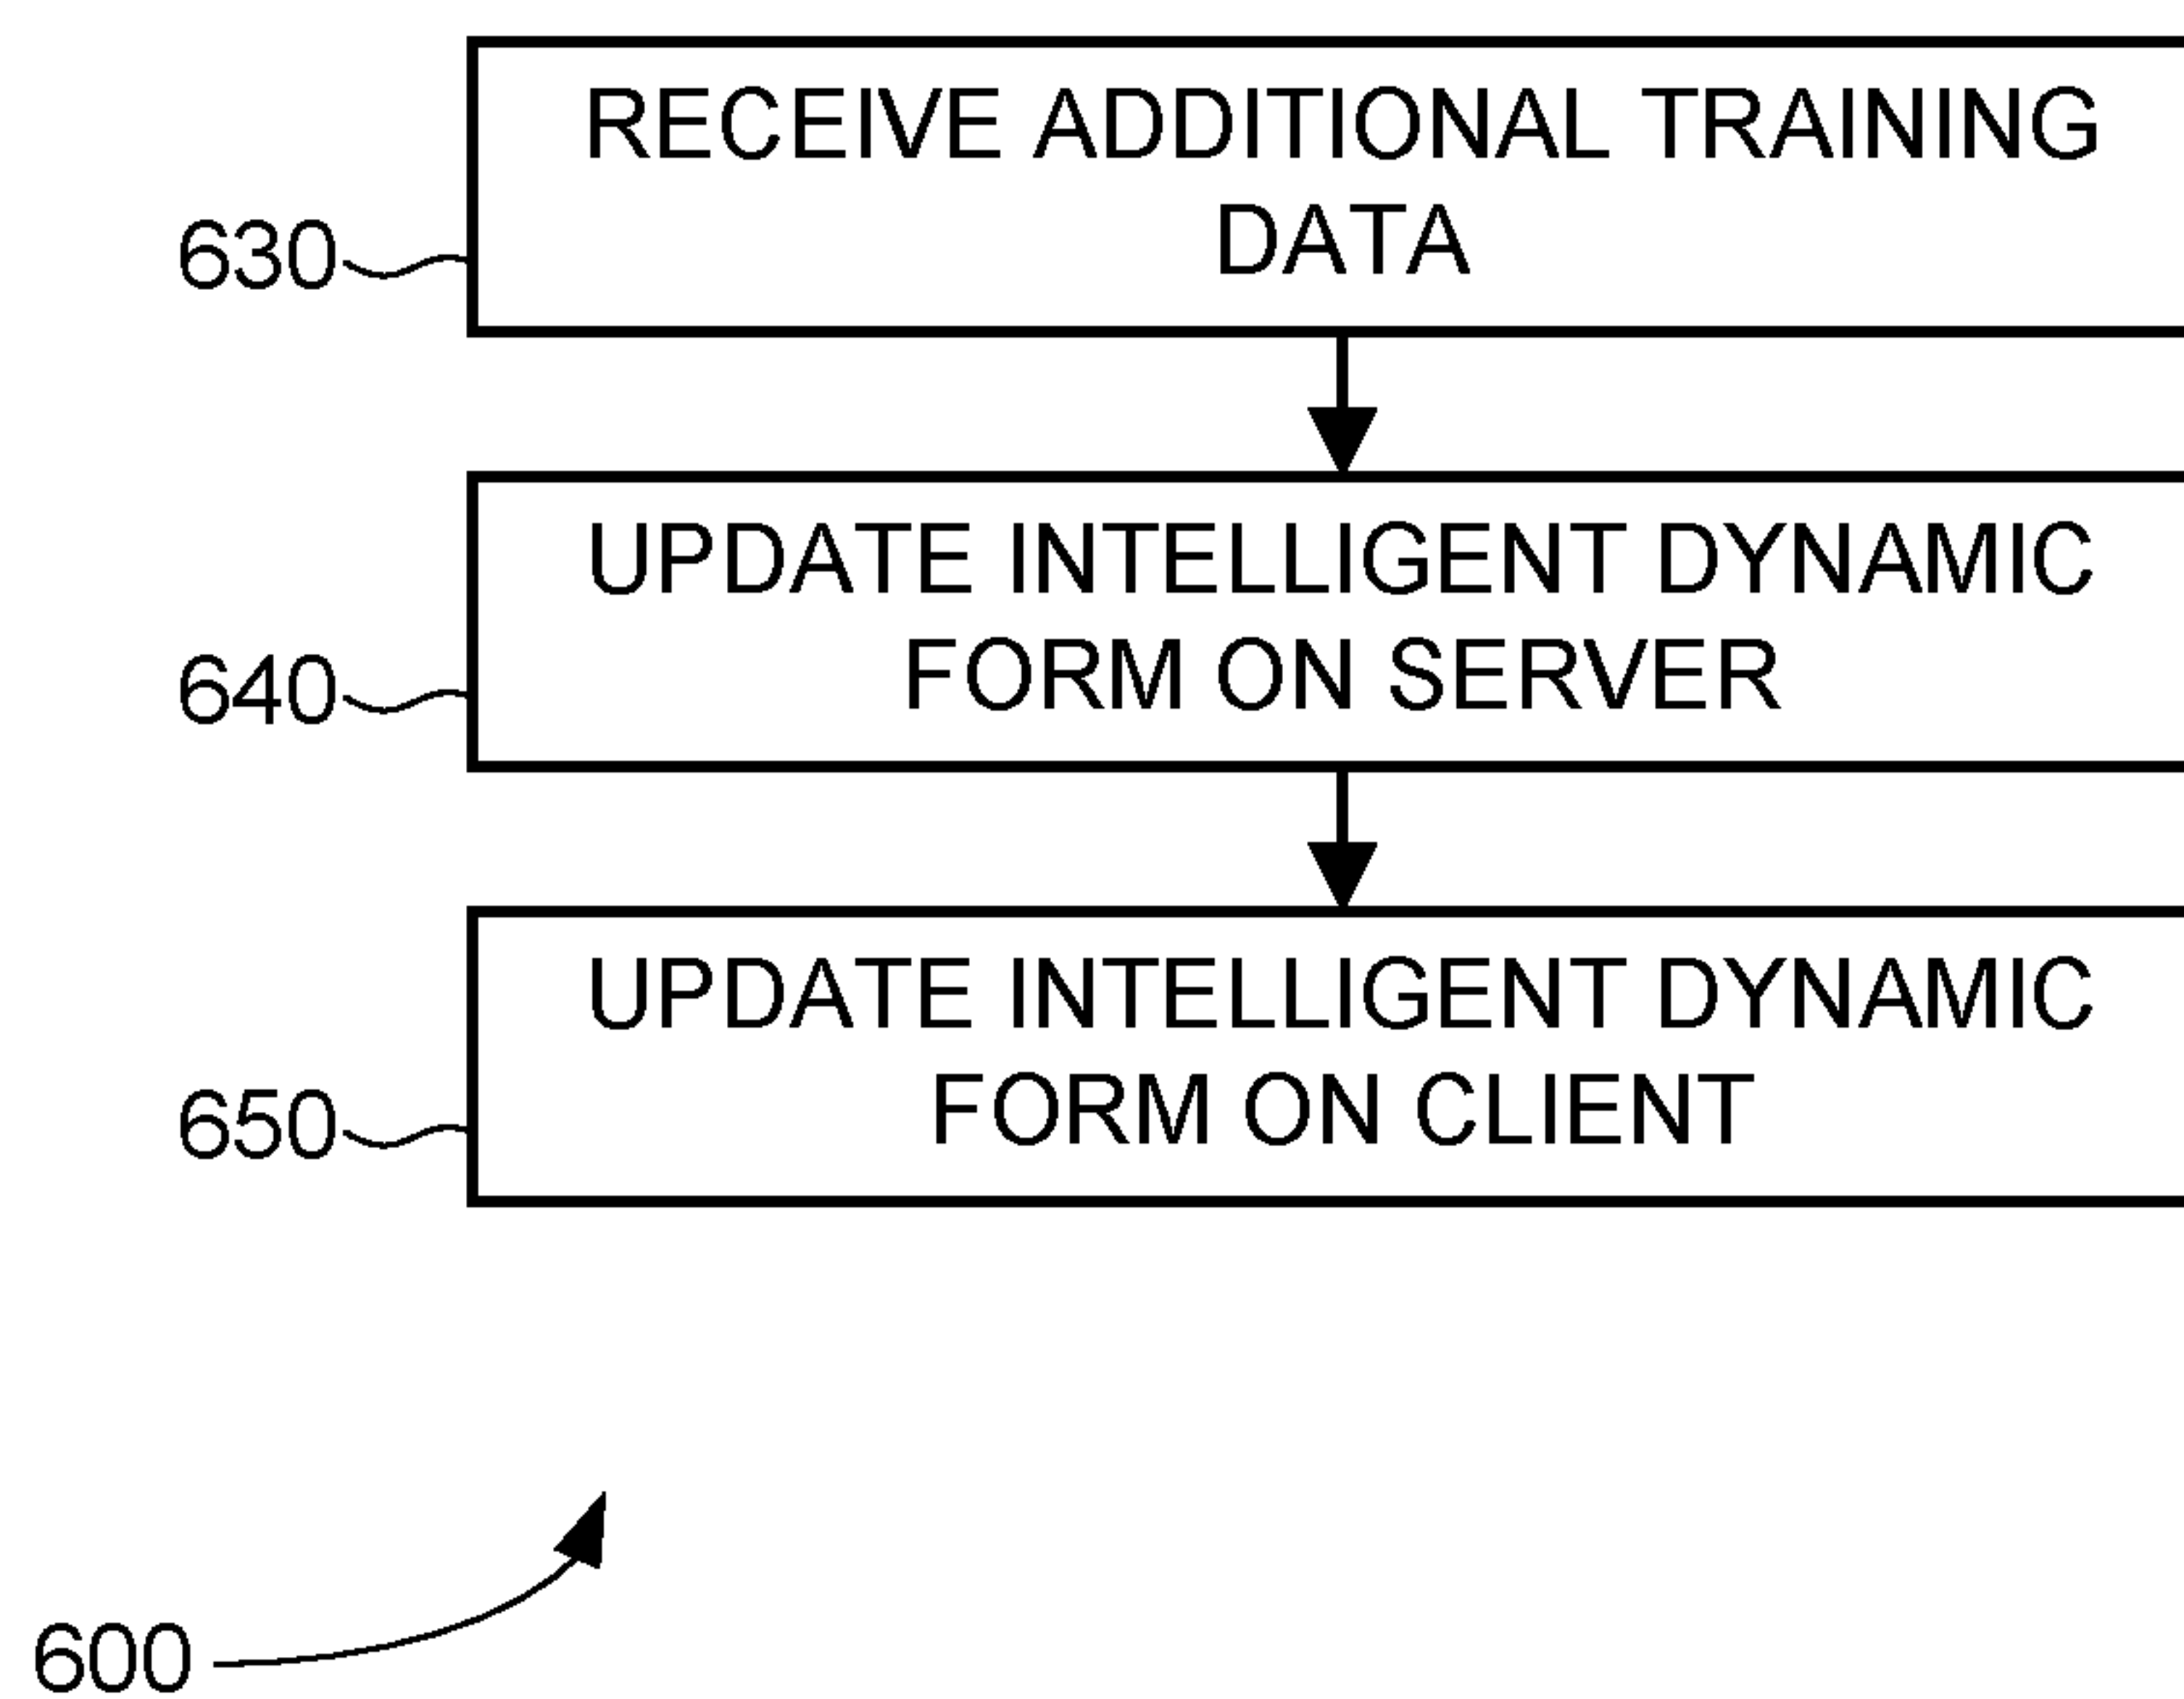 RECEIVE ADDITIONAL TRAINING
DATA
630
UPDATE INTELLIGENT DYNAMIC
FORM ON SERVER
640
UPDATE INTELLIGENT DYNAMIC
FORM ON CLIENT
650
600